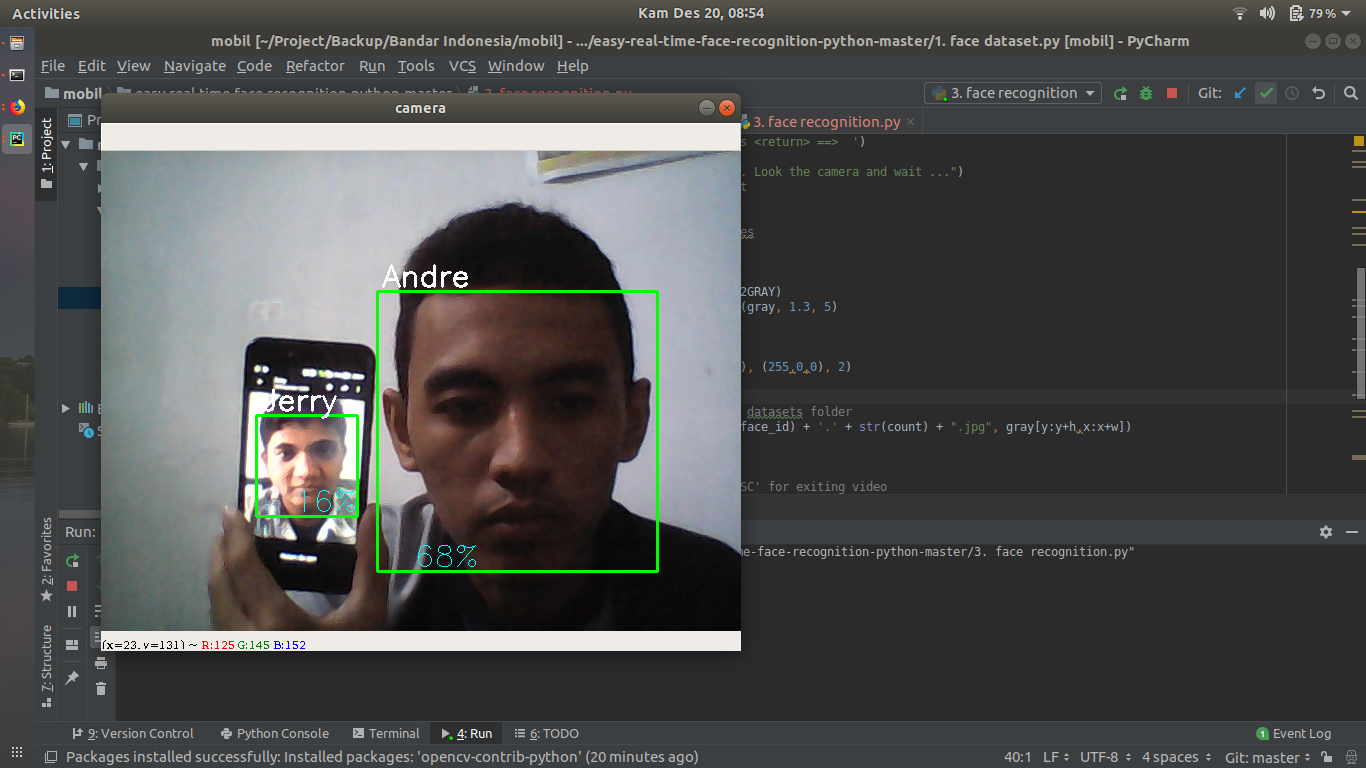 Activities
Kam Des 20, 08:54
79 %
mobil [~/Project/Backup/Bandar Indonesia/mobil] - .../easy-real-time-face-recognition-python-master/1. face dataset.py [mobil] - PyCharm
File Edit View Navigate Code Refactor Run Tools VCS Window Help
mobil
3. face recognition
Git:
camera
1: Project
3. face recognition.py
s <return> ==> ')
. Look the camera and wait ...")
2GRAY)
(gray, 1.3, 5)
), (255,0,0), 2)
datasets folder
face_id) + '.' + str(count) + ".jpg", gray[y:y+h,x:x+w])
SC' for exiting video
Andre
Jerry
16%
68%
(x=23, y=131) ~ R:125 G:145 B:152
Run:
e-face-recognition-python-master/3. face recognition.py"
2: Favorites
7: Structure
9: Version Control
Python Console
Terminal
4: Run
6: TODO
1 Event Log
Packages installed successfully: Installed packages: 'opencv-contrib-python' (20 minutes ago)
40:1 LF UTF-8 4 spaces Git: master